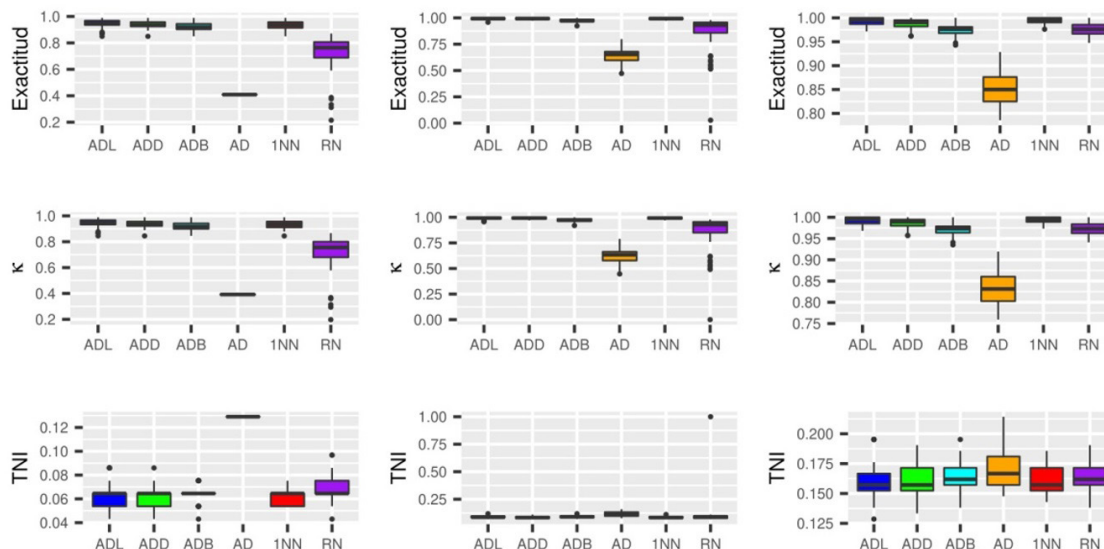 Exactitud
1.0
0.8
0.6
0.4
0.2
ADL ADD ADB AD 1NN RN
Exactitud
1.00
0.75
0.50
0.25
0.00
ADL ADD ADB AD 1NN RN
Exactitud
1.00
0.95
0.90
0.85
0.80
ADL ADD ADB AD 1NN RN
κ
1.0
0.8
0.6
0.4
0.2
ADL ADD ADB AD 1NN RN
κ
1.00
0.75
0.50
0.25
0.00
ADL ADD ADB AD 1NN RN
κ
1.00
0.95
0.90
0.85
0.80
0.75
ADL ADD ADB AD 1NN RN
TNI
0.12
0.10
0.08
0.06
0.04
ADL ADD ADB AD 1NN RN
TNI
1.00
0.75
0.50
0.25
ADL ADD ADB AD 1NN RN
TNI
0.200
0.175
0.150
0.125
ADL ADD ADB AD 1NN RN